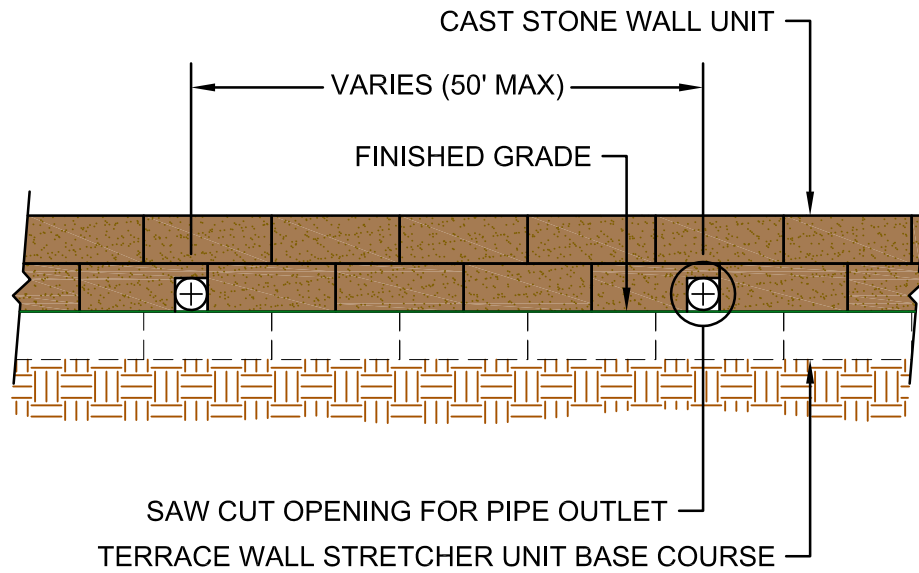 CAST STONE WALL UNIT
VARIES (50' MAX)
FINISHED GRADE
SAW CUT OPENING FOR PIPE OUTLET
TERRACE WALL STRETCHER UNIT BASE COURSE